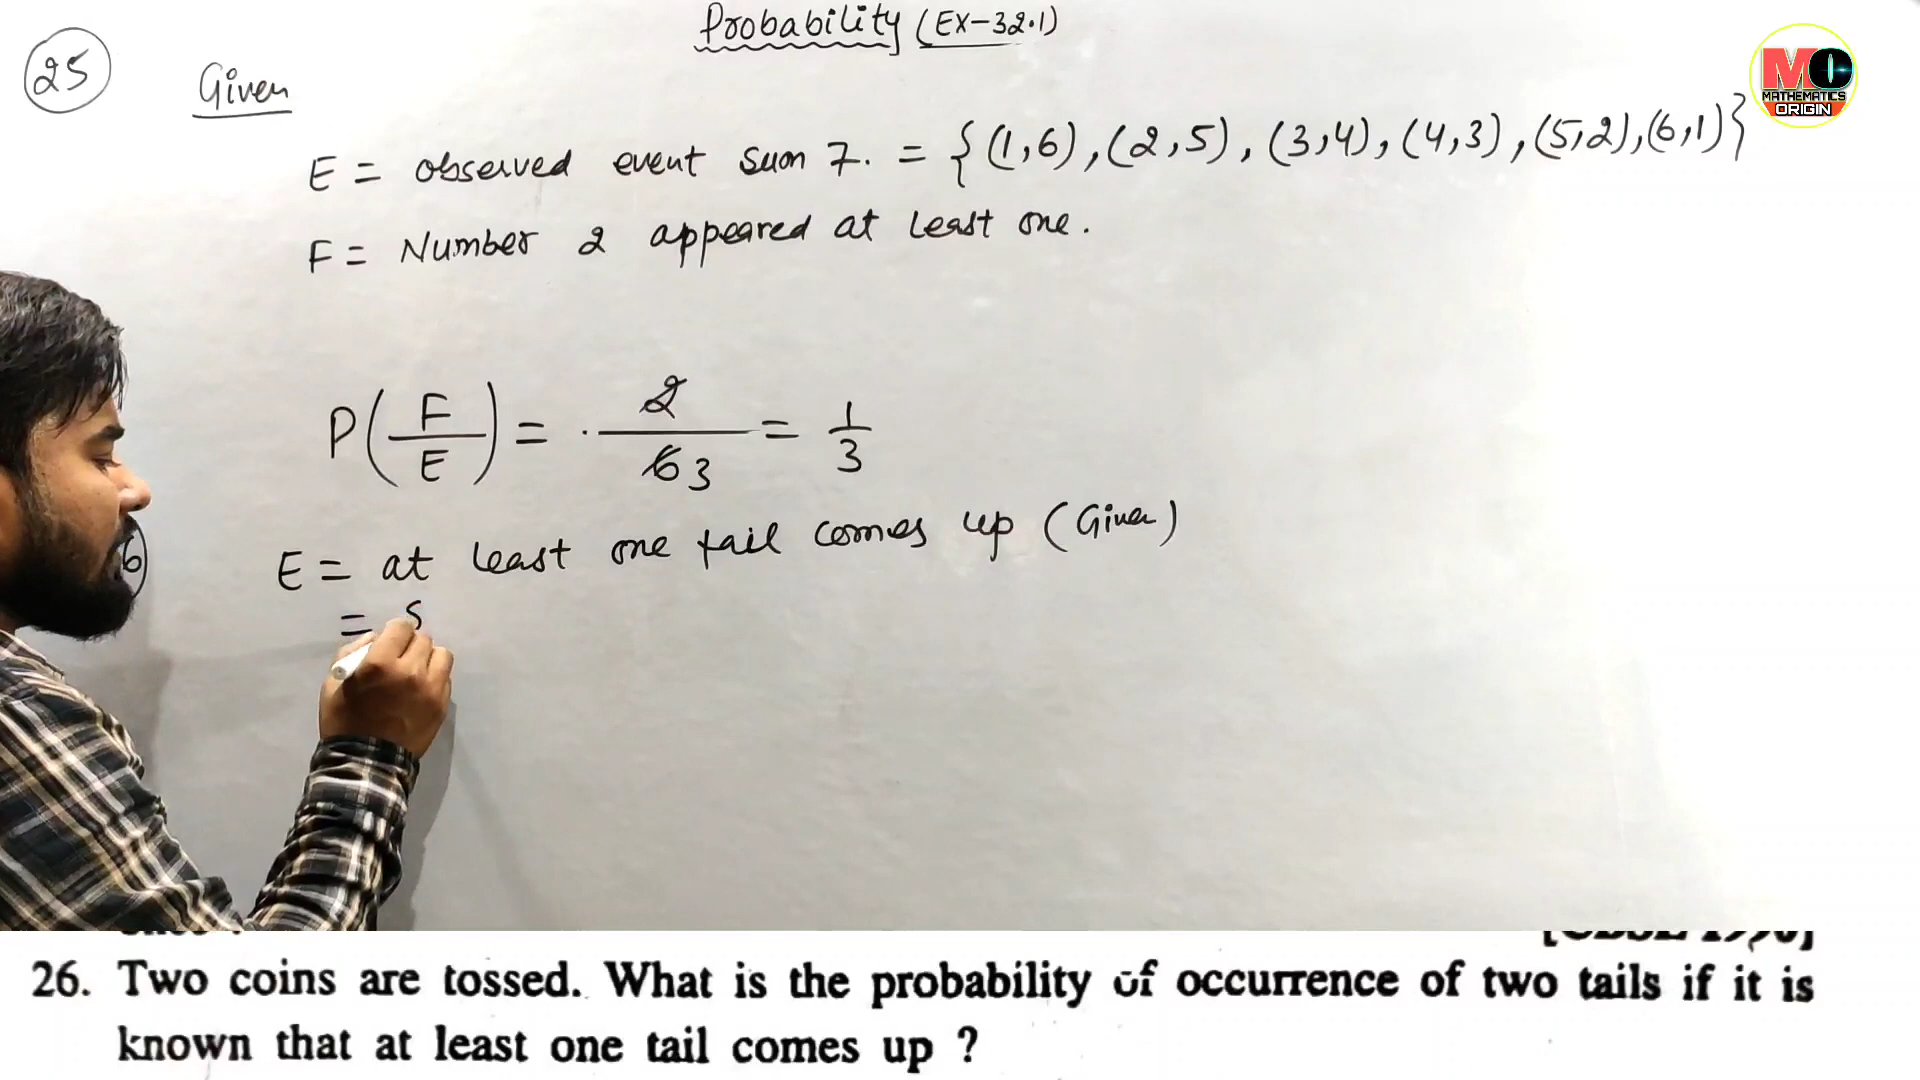 Probability (EX-32.1)
MO
MATHEMATICS
ORIGIN
25 Given
E = observed event sum 7. = {(1,6), (2,5), (3,4), (4,3), (5,2), (6,1)}
F = Number 2 appeared at least one.
P(F/E) = 2/6 3 = 1/3
E = at least one tail comes up (Given)
=
26. Two coins are tossed. What is the probability of occurrence of two tails if it is
known that at least one tail comes up ?